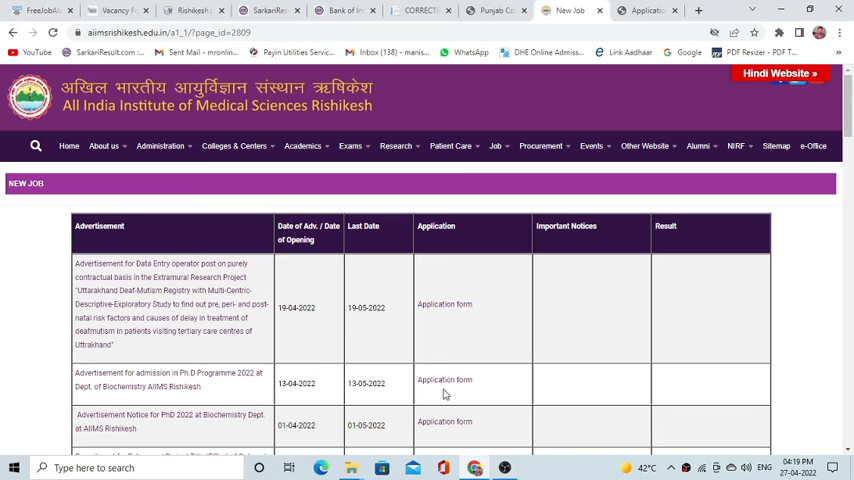 FreeJobAle
Vacancy F
Rishikesh
SarkariRes
Bank of In
CORRECTE
Punjab Co
New Job
Applicatio
aiimsrishikesh.edu.in/a1_1/?page_id=2809
YouTube
SarkariResult.com :...
Sent Mail - mronlin...
Payin Utilities Servic...
Inbox (138) - manis...
WhatsApp
DHE Online Admiss...
Link Aadhaar
Google
PDF Resizer | Resize...
Hindi Website »
अखिल भारतीय आयुर्विज्ञान संस्थान ऋषिकेश
All India Institute of Medical Sciences Rishikesh
Home
About us
Administration
Colleges & Centers
Academics
Exams
Research
Patient Care
Job
Procurement
Events
Other Website
Alumni
NIRF
Sitemap
e-Office
NEW JOB
Advertisement
Date of Adv. / Date
of Opening
Last Date
Application
Important Notices
Result
Advertisement for Data Entry operator post on purely
contractual basis in the Extramural Research Project
"Uttarakhand Deaf-Mutism Registry with Multi-Centric-
Descriptive-Exploratory Study to find out pre, peri- and post-
natal risk factors and causes of delay in treatment of
deafmutism in patients visiting tertiary care centres of
Uttrakhand"
19-04-2022
19-05-2022
Application form
Advertisement for admission in Ph.D Programme 2022 at
Dept. of Biochemistry AIIMS Rishikesh
13-04-2022
13-05-2022
Application form
Advertisement Notice for PhD 2022 at Biochemistry Dept.
at AIIMS Rishikesh
01-04-2022
01-05-2022
Application form
Type here to search
42°C
ENG
04:19 PM
27-04-2022